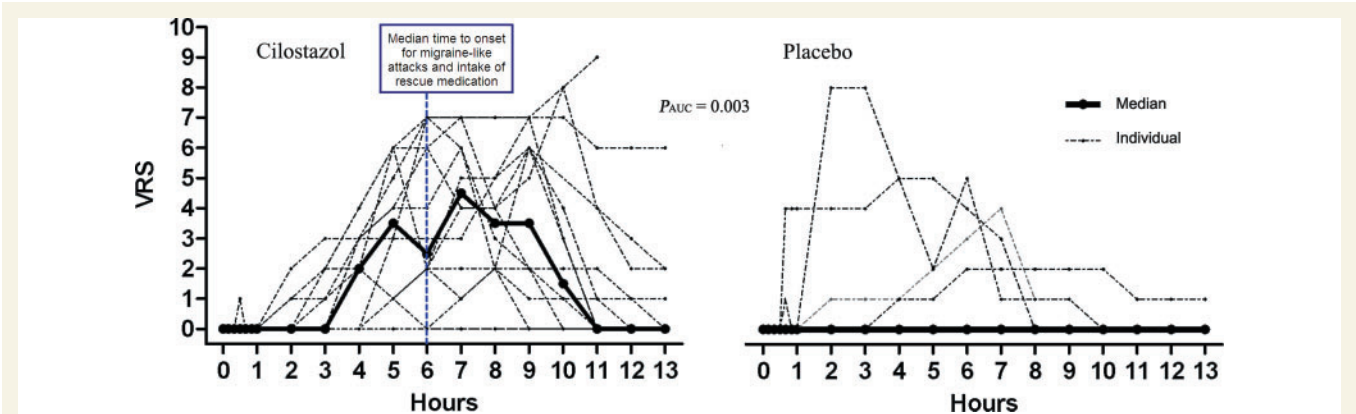 Cilostazol
Median time to onset
for migraine-like
attacks and intake of
rescue medication
Placebo
PAUC = 0.003
Median
Individual
VRS
10
9
8
7
6
5
4
3
2
1
0
0 1 2 3 4 5 6 7 8 9 10 11 12 13
Hours
0 1 2 3 4 5 6 7 8 9 10 11 12 13
Hours